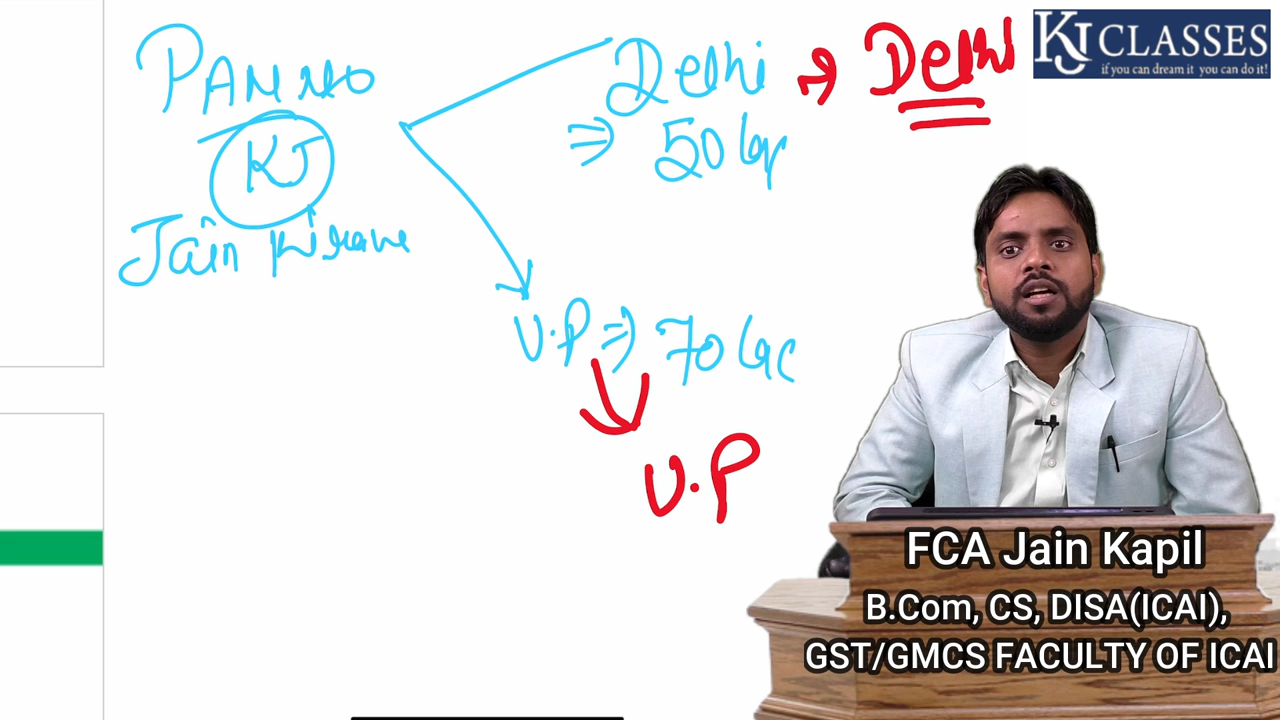 PAN NO
KJ
Jain
Delhi ⇒ Delhi
⇒ 50 lac
U.P ⇒ 70 lac
U.P
KJ CLASSES
if you can dream it you can do it!
FCA Jain Kapil
B.Com, CS, DISA(ICAI),
GST/GMCS FACULTY OF ICAI